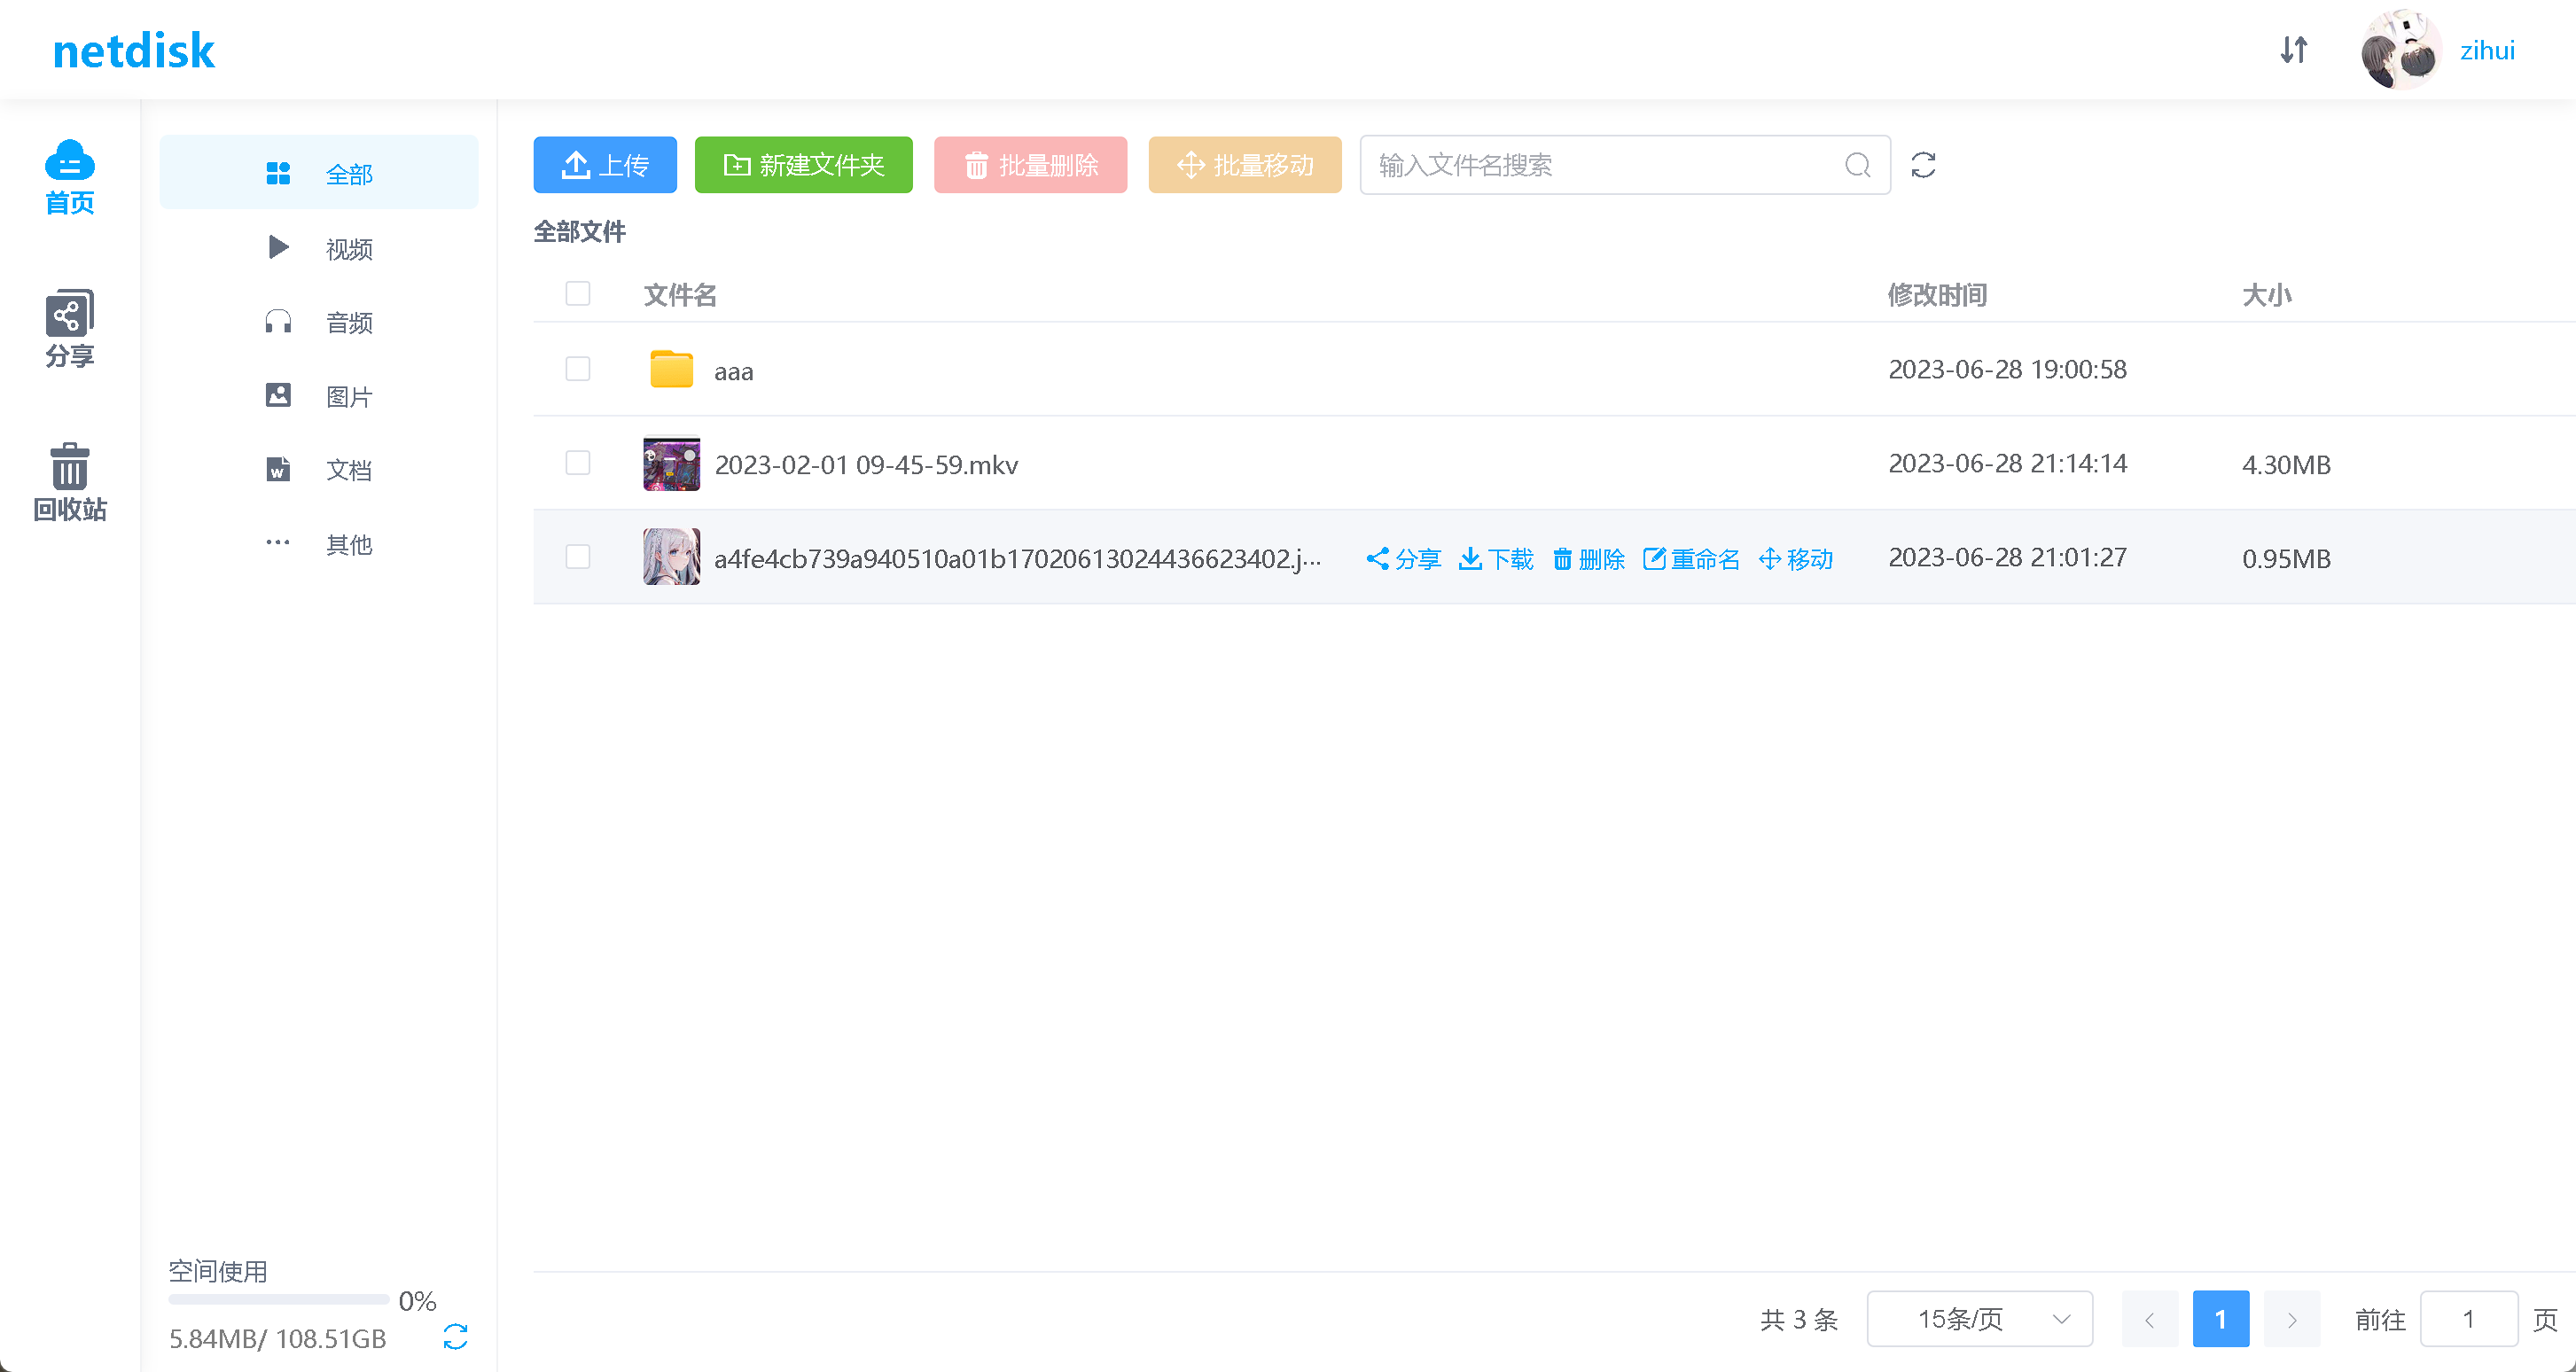 netdisk
zihui
首页
分享
回收站
全部
视频
音频
图片
文档
其他
空间使用
0%
5.84MB/ 108.51GB
上传 新建文件夹 批量删除 批量移动 输入文件名搜索
全部文件
文件名 修改时间 大小
aaa 2023-06-28 19:00:58
2023-02-01 09-45-59.mkv 2023-06-28 21:14:14 4.30MB
a4fe4cb739a940510a01b17020613024436623402.j... 分享 下载 删除 重命名 移动 2023-06-28 21:01:27 0.95MB
共 3 条 15条/页 1 前往 1 页